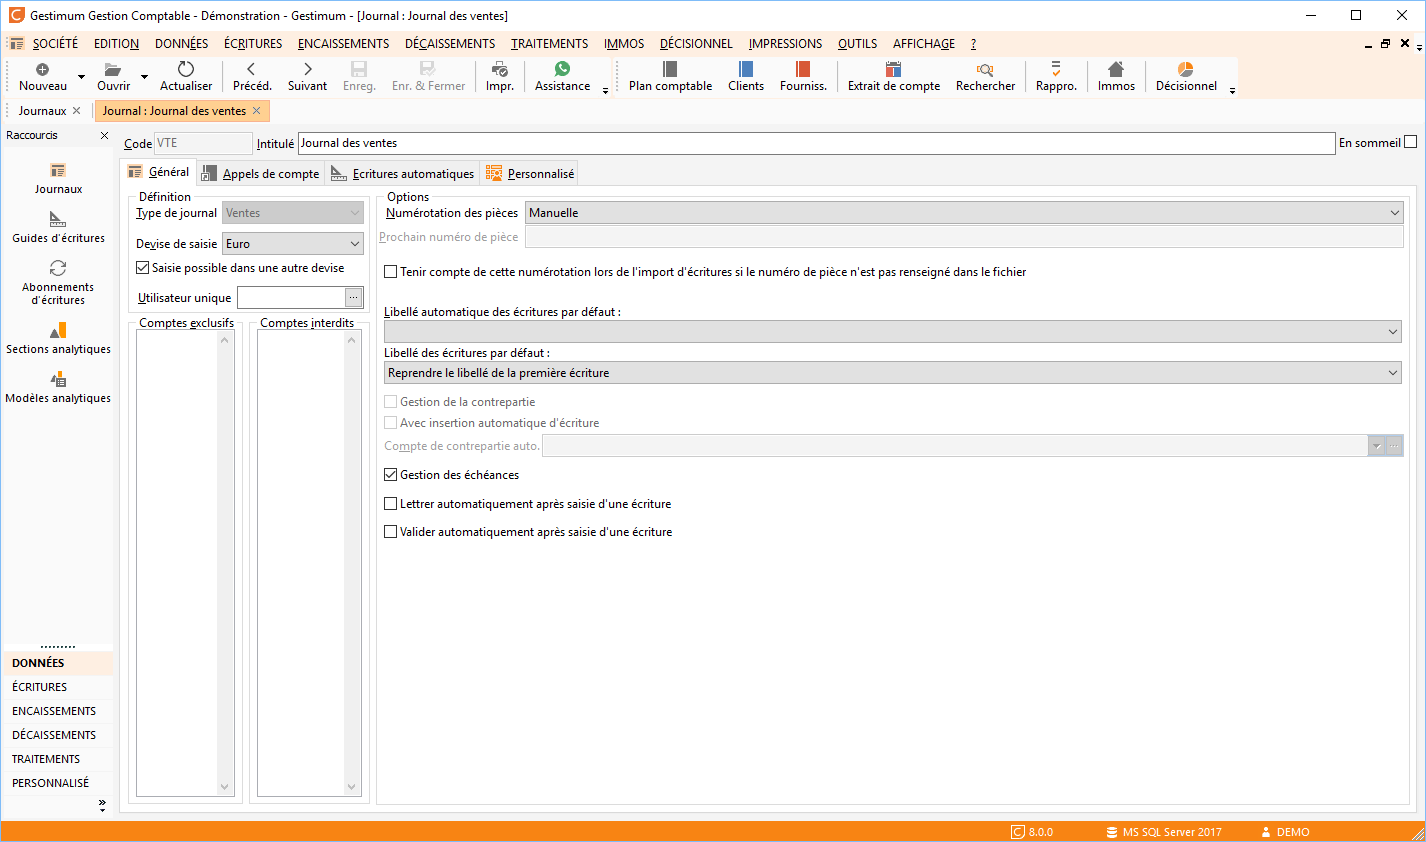 Gestimum Gestion Comptable - Démonstration - Gestimum - [Journal : Journal des ventes]
SOCIÉTÉ EDITION DONNÉES ÉCRITURES ENCAISSEMENTS DÉCAISSEMENTS TRAITEMENTS IMMOS DÉCISIONNEL IMPRESSIONS OUTILS AFFICHAGE ?
Nouveau Ouvrir Actualiser Précéd. Suivant Enreg. Enr. & Fermer Impr. Assistance Plan comptable Clients Fourniss. Extrait de compte Rechercher Rappro. Immos Décisionnel
Journaux Journal : Journal des ventes
Raccourcis
Journaux
Guides d'écritures
Abonnements
d'écritures
Sections analytiques
Modèles analytiques
DONNÉES
ÉCRITURES
ENCAISSEMENTS
DÉCAISSEMENTS
TRAITEMENTS
PERSONNALISÉ
Code VTE Intitulé Journal des ventes En sommeil
Général Appels de compte Ecritures automatiques Personnalisé
Définition
Type de journal Ventes
Devise de saisie Euro
Saisie possible dans une autre devise
Utilisateur unique ...
Comptes exclusifs Comptes interdits
Options
Numérotation des pièces Manuelle
Prochain numéro de pièce
Tenir compte de cette numérotation lors de l'import d'écritures si le numéro de pièce n'est pas renseigné dans le fichier
Libellé automatique des écritures par défaut :
Libellé des écritures par défaut :
Reprendre le libellé de la première écriture
Gestion de la contrepartie
Avec insertion automatique d'écriture
Compte de contrepartie auto. ...
Gestion des échéances
Lettrer automatiquement après saisie d'une écriture
Valider automatiquement après saisie d'une écriture
8.0.0 MS SQL Server 2017 DEMO